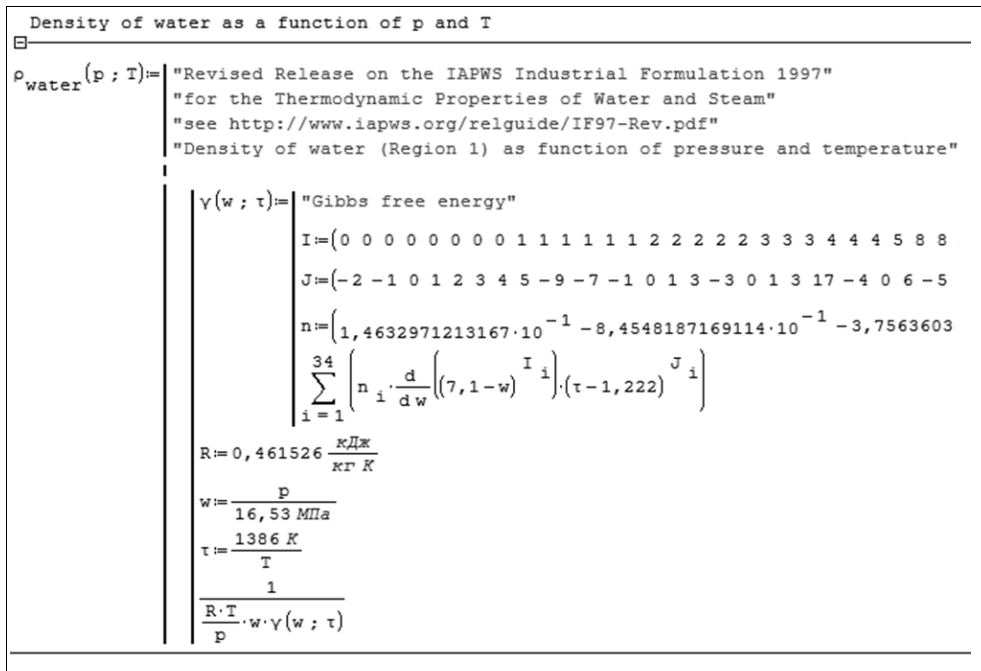 Density of water as a function of p and T
ρ water (p ; T):= "Revised Release on the IAPWS Industrial Formulation 1997"
"for the Thermodynamic Properties of Water and Steam"
"see http://www.iapws.org/relguide/IF97-Rev.pdf"
"Density of water (Region 1) as function of pressure and temperature"
γ(w ; τ):= "Gibbs free energy"
I:=(0 0 0 0 0 0 0 0 1 1 1 1 1 1 2 2 2 2 2 3 3 3 4 4 4 5 8 8
J:=(-2 -1 0 1 2 3 4 5 -9 -7 -1 0 1 3 -3 0 1 3 17 -4 0 6 -5
n:=(1,4632971213167·10^-1 -8,4548187169114·10^-1 -3,7563603
34 ∑ i = 1 (n i · d/dw ((7,1-w)^I i)·(τ-1,222)^J i)
R:= 0,461526 кДж/кг К
w:= p/16,53 МПа
τ:= 1386 К/T
1/(R·T/p ·w·γ(w ; τ))